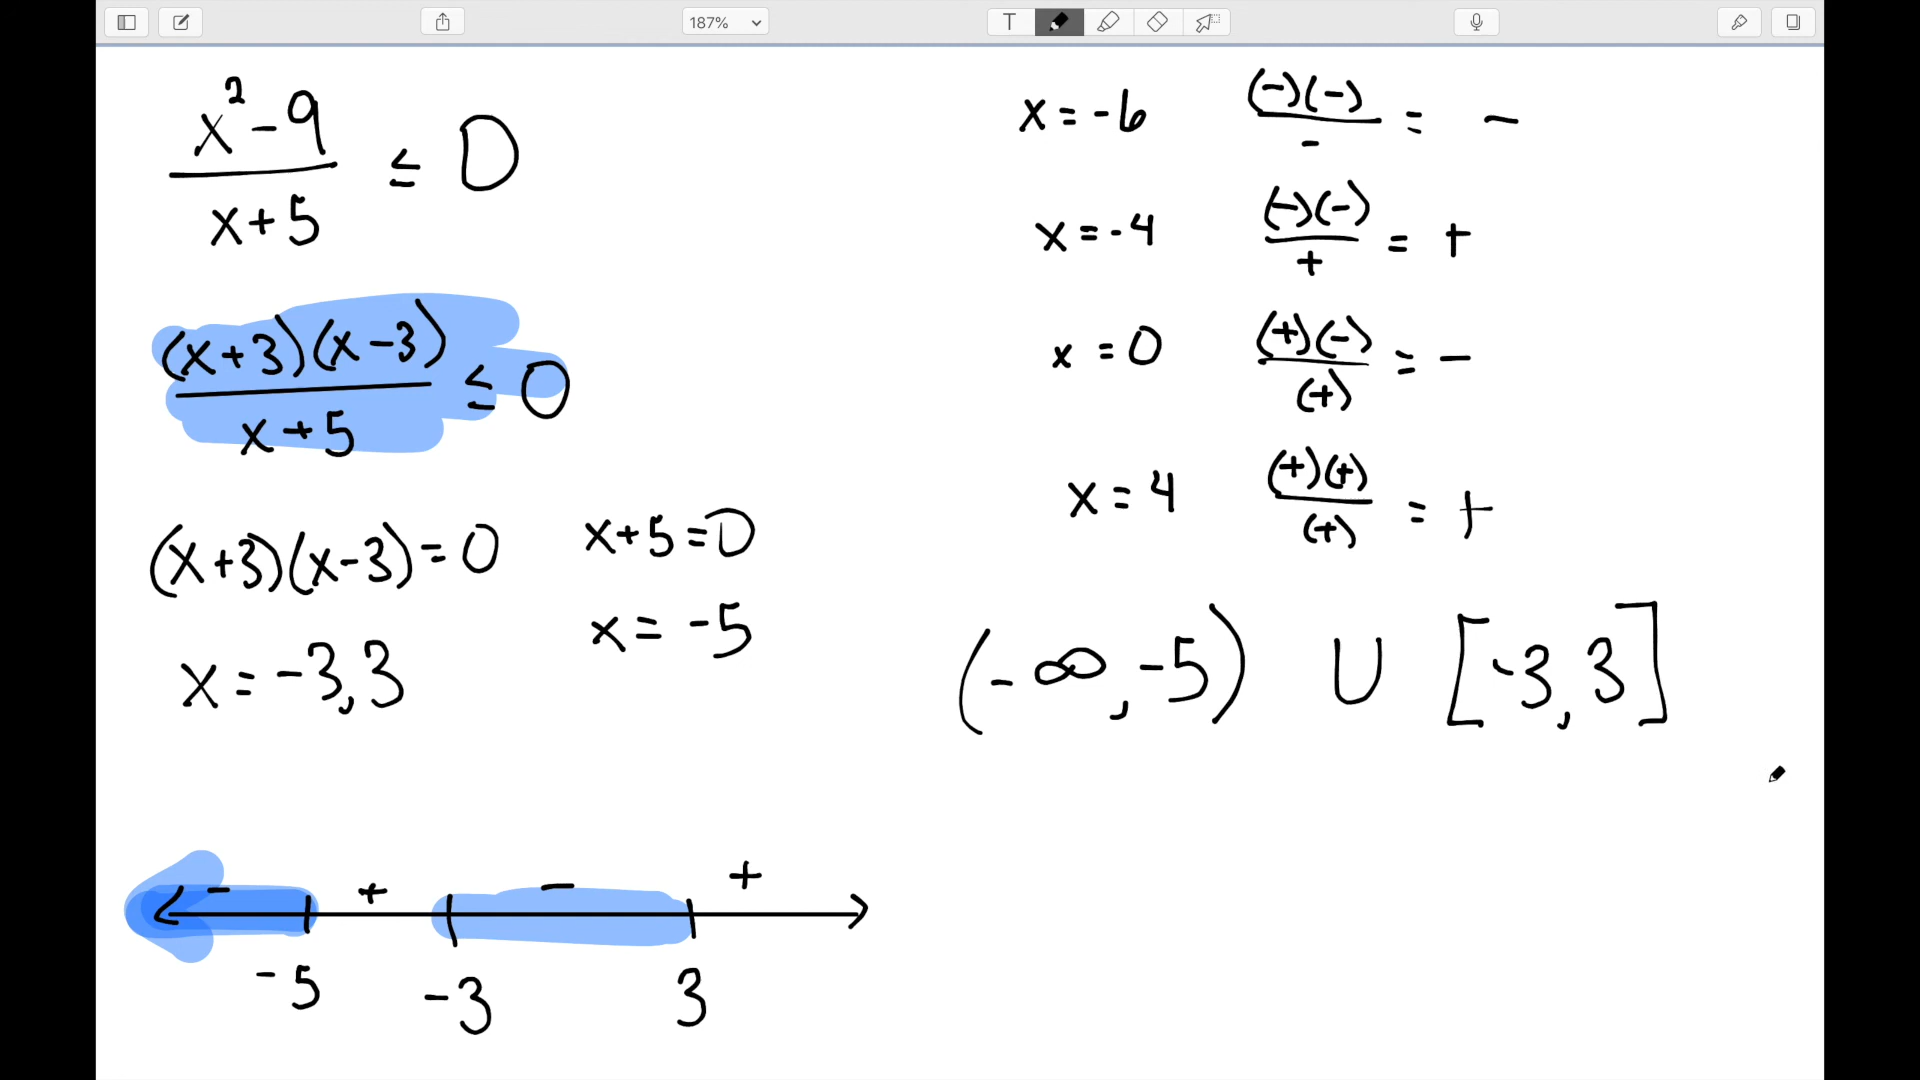 187%
T
x² - 9 / x + 5 ≤ 0
(x + 3)(x - 3) / x + 5 ≤ 0
(x + 3)(x - 3) = 0
x = -3, 3
x + 5 = 0
x = -5
- + - +
-5 -3 3
x = -6 (-)(-) / - = -
x = -4 (-)(-) / + = +
x = 0 (+)(-) / (+) = -
x = 4 (+)(+) / (+) = +
(-∞, -5) ∪ [-3, 3]